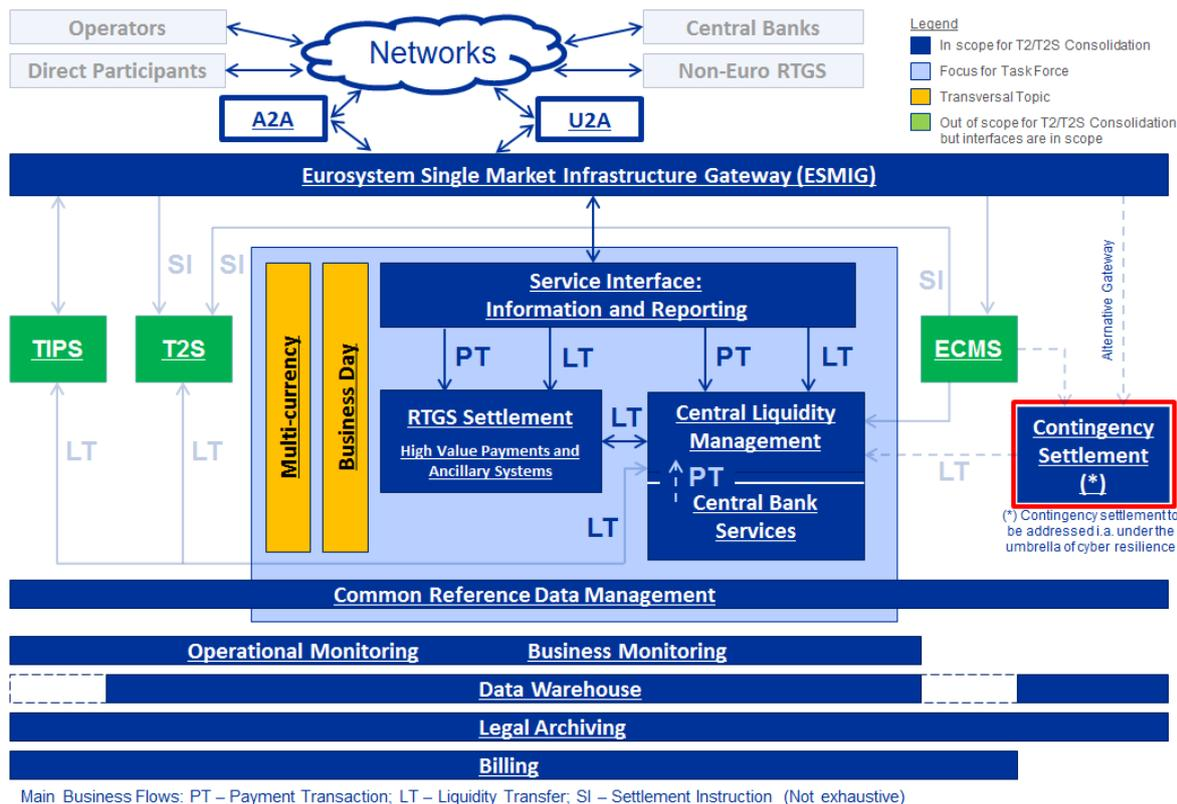 Operators
Networks
Central Banks
Direct Participants
Non-Euro RTGS
A2A
U2A
Legend
In scope for T2/T2S Consolidation
Focus for Task Force
Transversal Topic
Out of scope for T2/T2S Consolidation
but interfaces are in scope
Eurosystem Single Market Infrastructure Gateway (ESMIG)
SI
SI
SI
Alternative Gateway
Service Interface:
Information and Reporting
TIPS
T2S
Multi-currency
Business Day
PT
LT
PT
LT
ECMS
RTGS Settlement
High Value Payments and
Ancillary Systems
LT
Central Liquidity
Management
PT
Central Bank
Services
Contingency
Settlement
(*)
LT
LT
LT
LT
(*) Contingency settlement to
be addressed i.a. under the
umbrella of cyber resilience
Common Reference Data Management
Operational Monitoring
Business Monitoring
Data Warehouse
Legal Archiving
Billing
Main Business Flows: PT – Payment Transaction; LT – Liquidity Transfer; SI – Settlement Instruction (Not exhaustive)